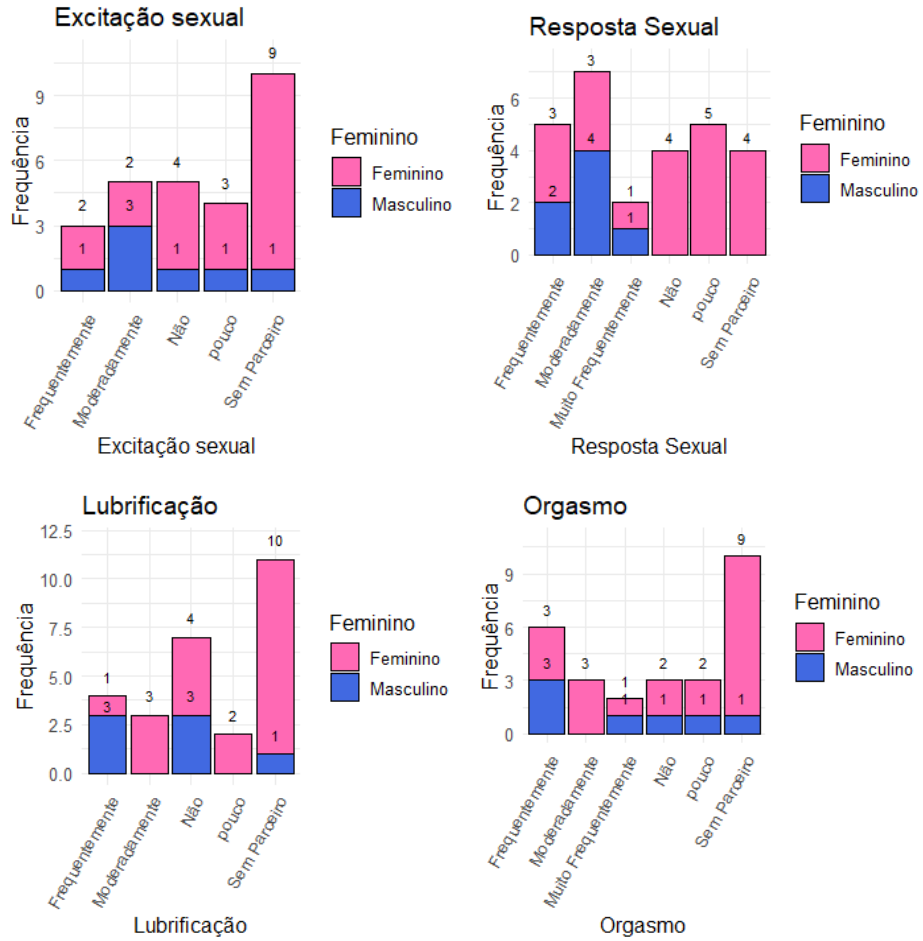 Excitação sexual
Frequência
0
3
6
9
2
1
2
3
4
1
3
1
9
1
Frequentemente
Moderadamente
Não
pouco
Sem Parceiro
Excitação sexual
Feminino
Feminino
Masculino
Resposta Sexual
Frequência
0
2
4
6
3
2
3
4
1
1
4
5
4
Frequentemente
Moderadamente
Muito Frequentemente
Não
pouco
Sem Parceiro
Resposta Sexual
Feminino
Feminino
Masculino
Lubrificação
Frequência
0.0
2.5
5.0
7.5
10.0
12.5
1
3
3
4
3
2
10
1
Frequentemente
Moderadamente
Não
pouco
Sem Parceiro
Lubrificação
Feminino
Feminino
Masculino
Orgasmo
Frequência
0
3
6
9
3
3
3
1
1
2
1
2
1
9
1
Frequentemente
Moderadamente
Muito Frequentemente
Não
pouco
Sem Parceiro
Orgasmo
Feminino
Feminino
Masculino